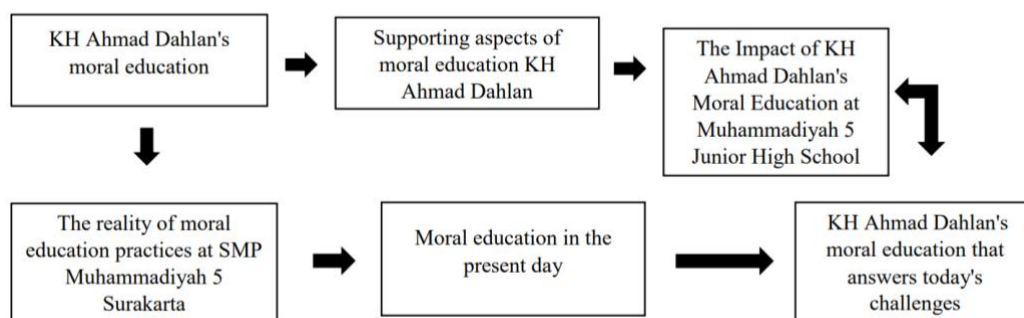 KH Ahmad Dahlan's
moral education
Supporting aspects of
moral education KH
Ahmad Dahlan
The Impact of KH
Ahmad Dahlan's
Moral Education at
Muhammadiyah 5
Junior High School
The reality of moral
education practices at SMP
Muhammadiyah 5
Surakarta
Moral education in the
present day
KH Ahmad Dahlan's
moral education that
answers today's
challenges